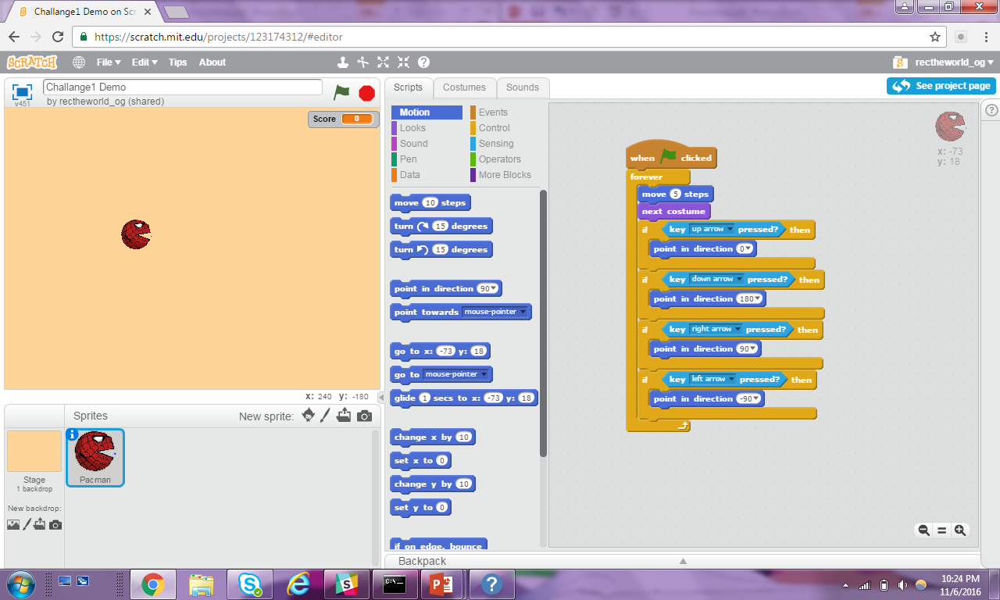 Challange1 Demo on Scr
https://scratch.mit.edu/projects/123174312/#editor
SCRATCH File Edit Tips About rectheworld_og
v451
Challange1 Demo
by rectheworld_og (shared)
Scripts Costumes Sounds
See project page
Score 0
Motion Events
Looks Control
Sound Sensing
Pen Operators
Data More Blocks
move 10 steps
turn 15 degrees
turn 15 degrees
point in direction 90
point towards mouse-pointer
go to x: -73 y: 18
go to mouse-pointer
glide 1 secs to x: -73 y: 18
change x by 10
set x to 0
change y by 10
set y to 0
if on edge, bounce
when clicked
forever
move 5 steps
next costume
if key up arrow pressed? then
point in direction 0
if key down arrow pressed? then
point in direction 180
if key right arrow pressed? then
point in direction 90
if key left arrow pressed? then
point in direction -90
x: -73
y: 18
x: 240 y: -180
Sprites New sprite:
Stage
1 backdrop
Pacman
New backdrop:
Backpack
10:24 PM
11/6/2016